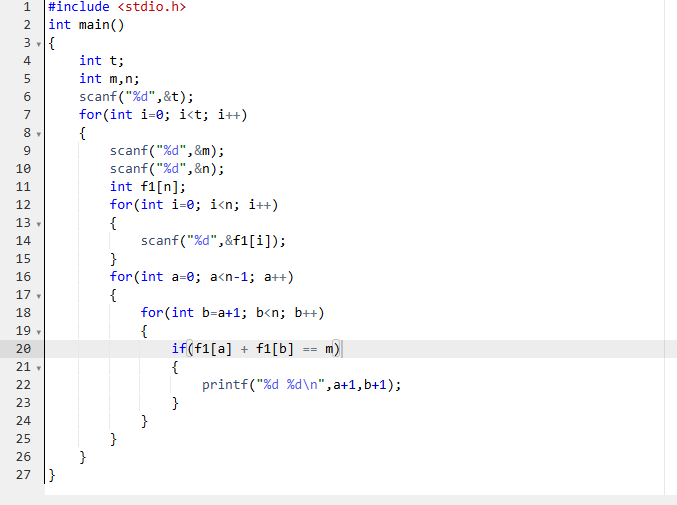 1 #include <stdio.h>
2 int main()
3 {
4     int t;
5     int m,n;
6     scanf("%d",&t);
7     for(int i=0; i<t; i++)
8     {
9         scanf("%d",&m);
10         scanf("%d",&n);
11         int f1[n];
12         for(int i=0; i<n; i++)
13         {
14             scanf("%d",&f1[i]);
15         }
16         for(int a=0; a<n-1; a++)
17         {
18             for(int b=a+1; b<n; b++)
19             {
20                 if(f1[a] + f1[b] == m)
21                 {
22                     printf("%d %d\n",a+1,b+1);
23                 }
24             }
25         }
26     }
27 }